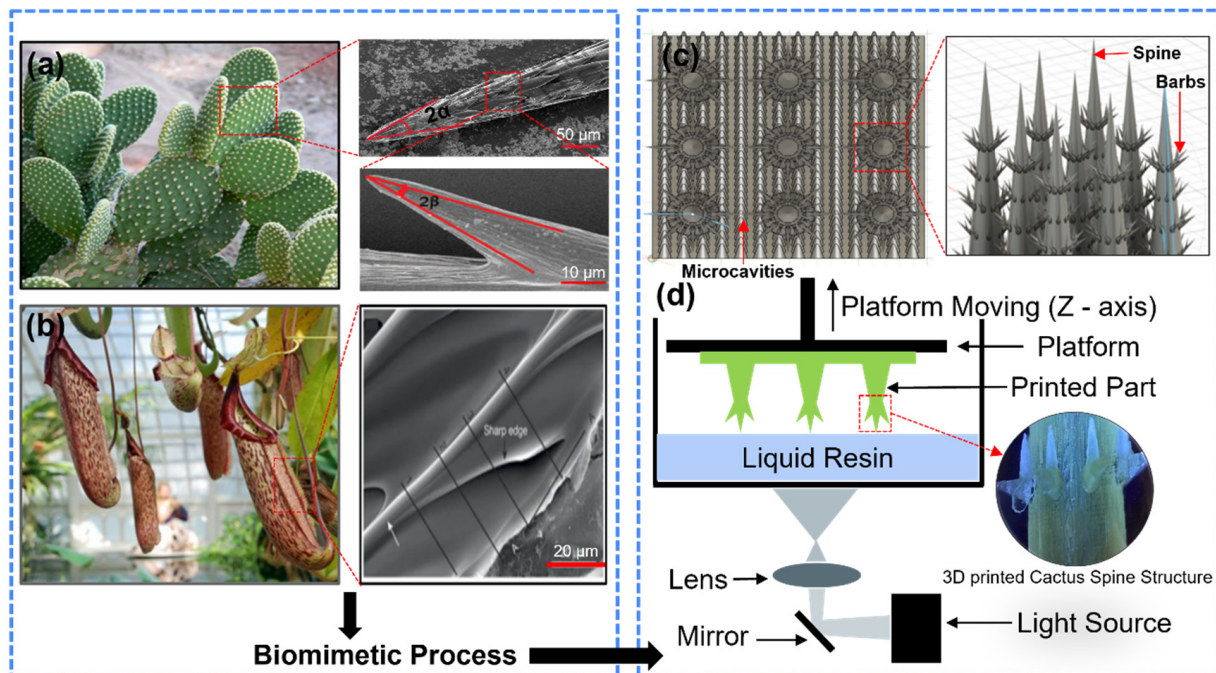 (a)
2α
50 µm
2β
10 µm
(b)
Sharp edge
20 µm
Biomimetic Process
(c)
Spine
Barbs
Microcavities
(d)
Platform Moving (Z - axis)
Platform
Printed Part
Liquid Resin
3D printed Cactus Spine Structure
Lens
Mirror
Light Source